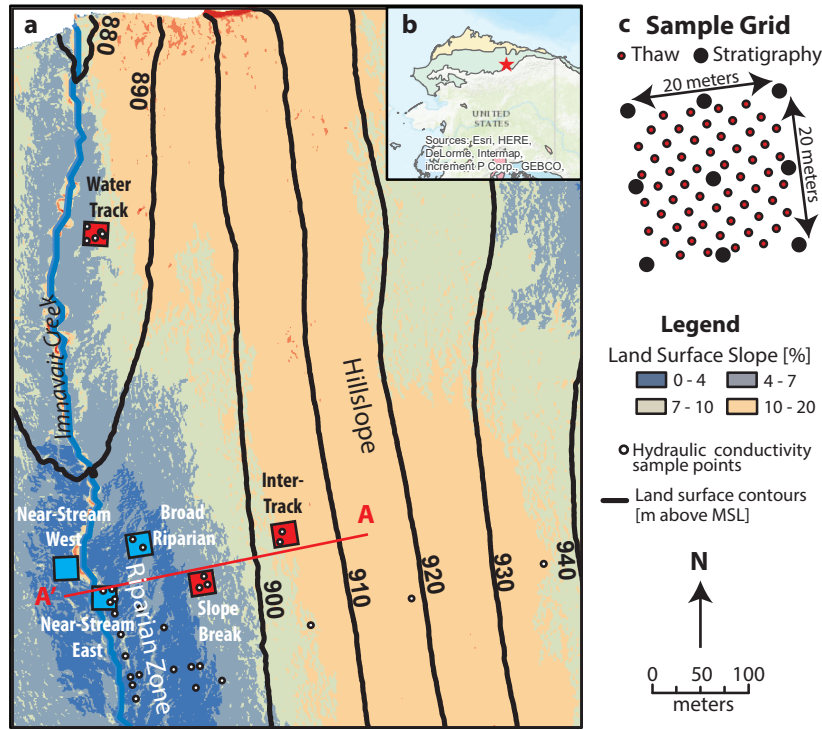 a
880
890
Water
Track
Imnavait Creek
Hillslope
Inter-
Track
A
Near-Stream
West
Broad
Riparian
A'
Near-Stream
East
Riparian Zone
Slope
Break
900
910
920
930
940
b
UNITED
STATES
Sources: Esri, HERE,
DeLorme, Intermap,
increment P Corp., GEBCO,
c Sample Grid
Thaw Stratigraphy
20 meters
20 meters
Legend
Land Surface Slope [%]
0 - 4 4 - 7
7 - 10 10 - 20
Hydraulic conductivity
sample points
Land surface contours
[m above MSL]
N
0 50 100
meters